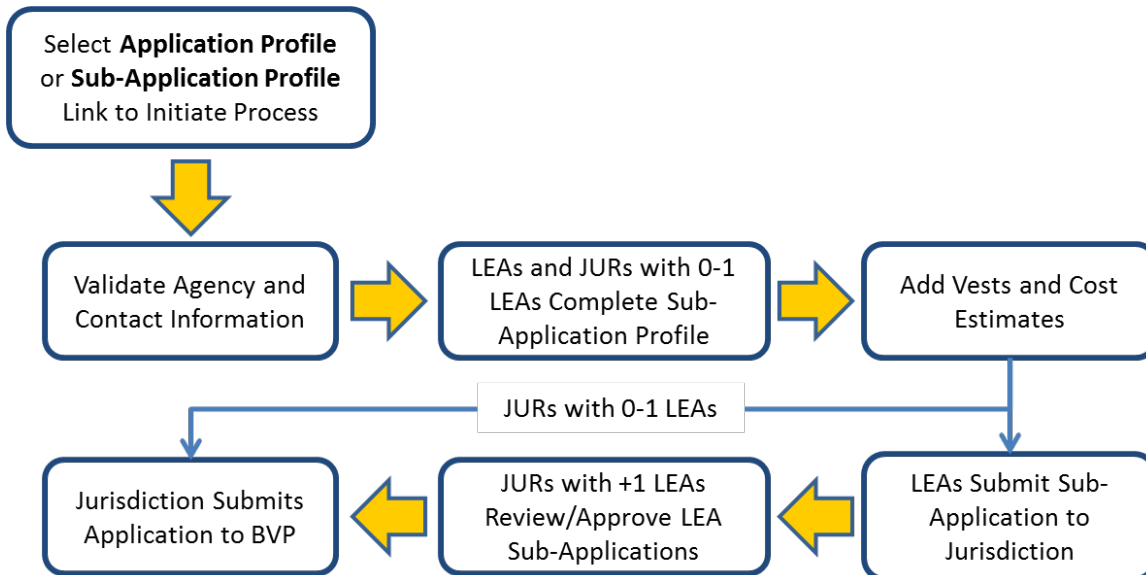 Select Application Profile
or Sub-Application Profile
Link to Initiate Process
Validate Agency and
Contact Information
LEAs and JURs with 0-1
LEAs Complete Sub-
Application Profile
Add Vests and Cost
Estimates
JURs with 0-1 LEAs
Jurisdiction Submits
Application to BVP
JURs with +1 LEAs
Review/Approve LEA
Sub-Applications
LEAs Submit Sub-
Application to
Jurisdiction